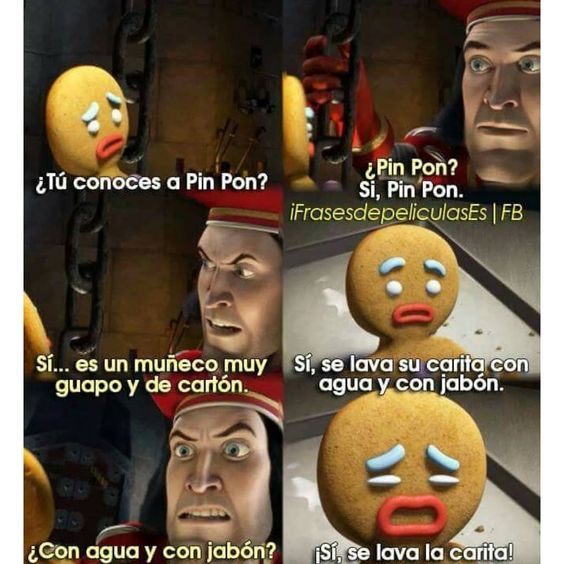 ¿Tú conoces a Pin Pon?
¿Pin Pon?
Si, Pin Pon.
iFrasesdepeliculasEs | FB
Sí... es un muñeco muy
guapo y de cartón.
Sí, se lava su carita con
agua y con jabón.
¿Con agua y con jabón?
¡Sí, se lava la carita!